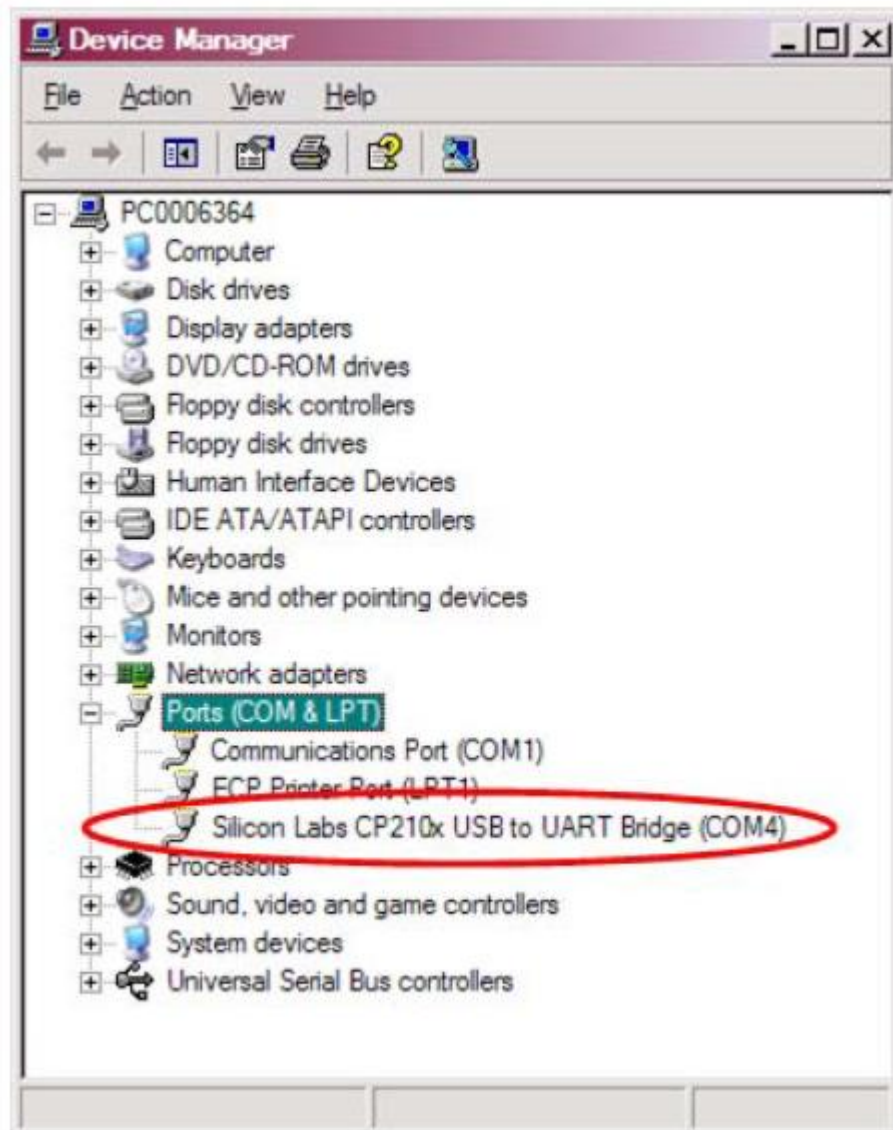 Device Manager
File Action View Help
PC0006364
Computer
Disk drives
Display adapters
DVD/CD-ROM drives
Floppy disk controllers
Floppy disk drives
Human Interface Devices
IDE ATA/ATAPI controllers
Keyboards
Mice and other pointing devices
Monitors
Network adapters
Ports (COM & LPT)
Communications Port (COM1)
ECP Printer Port (LPT1)
Silicon Labs CP210x USB to UART Bridge (COM4)
Processors
Sound, video and game controllers
System devices
Universal Serial Bus controllers